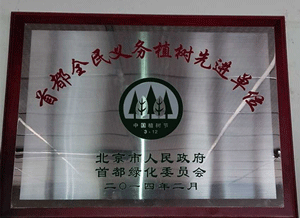 首都全民义务植树先进单位
中国植树节
3·12
北京市人民政府
首都绿化委员会
二〇一四年二月